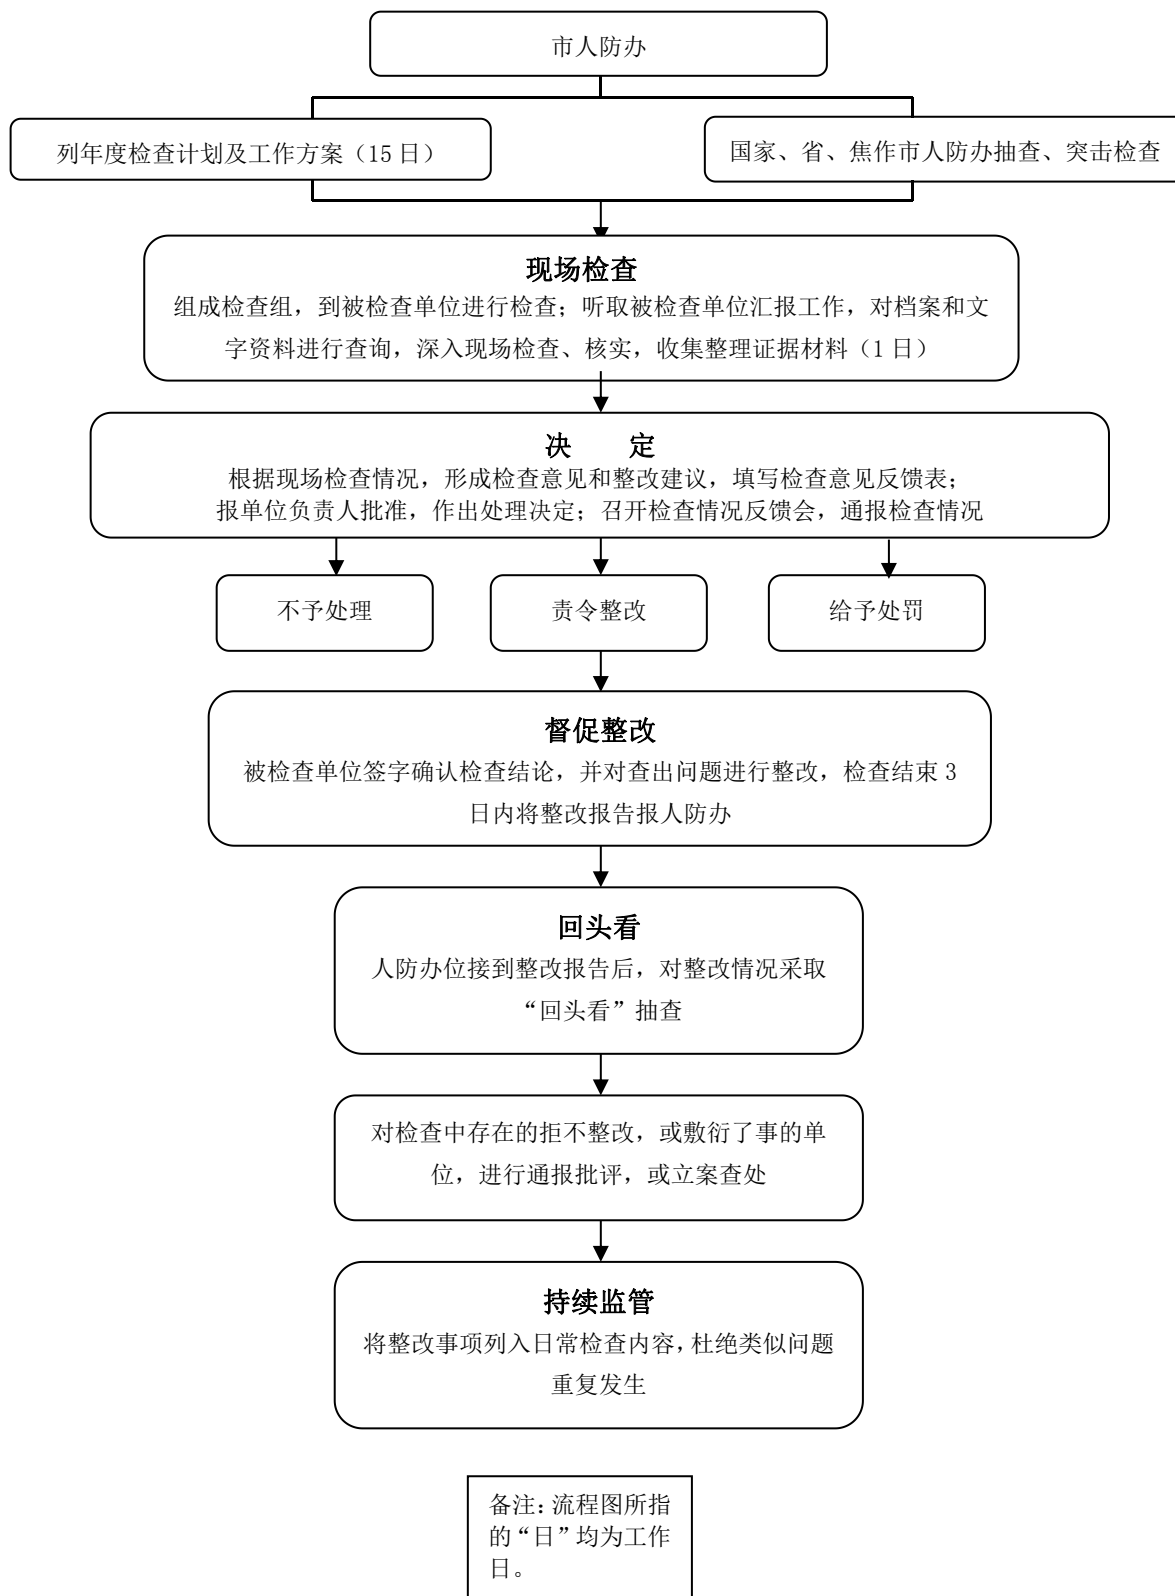 市人防办
列年度检查计划及工作方案（15 日）
国家、省、焦作市人防办抽查、突击检查
现场检查
组成检查组，到被检查单位进行检查；听取被检查单位汇报工作，对档案和文
字资料进行查询，深入现场检查、核实，收集整理证据材料（1 日）
决　　定
根据现场检查情况，形成检查意见和整改建议，填写检查意见反馈表；
报单位负责人批准，作出处理决定；召开检查情况反馈会，通报检查情况
不予处理
责令整改
给予处罚
督促整改
被检查单位签字确认检查结论，并对查出问题进行整改，检查结束 3
日内将整改报告报人防办
回头看
人防办位接到整改报告后，对整改情况采取
“回头看”抽查
对检查中存在的拒不整改，或敷衍了事的单
位，进行通报批评，或立案查处
持续监管
将整改事项列入日常检查内容，杜绝类似问题
重复发生
备注：流程图所指
的“日”均为工作
日。